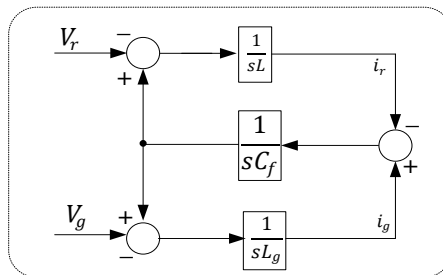 V_r
−
+
1/sL
i_r
1/sC_f
−
+
V_g
+
−
1/sL_g
i_g